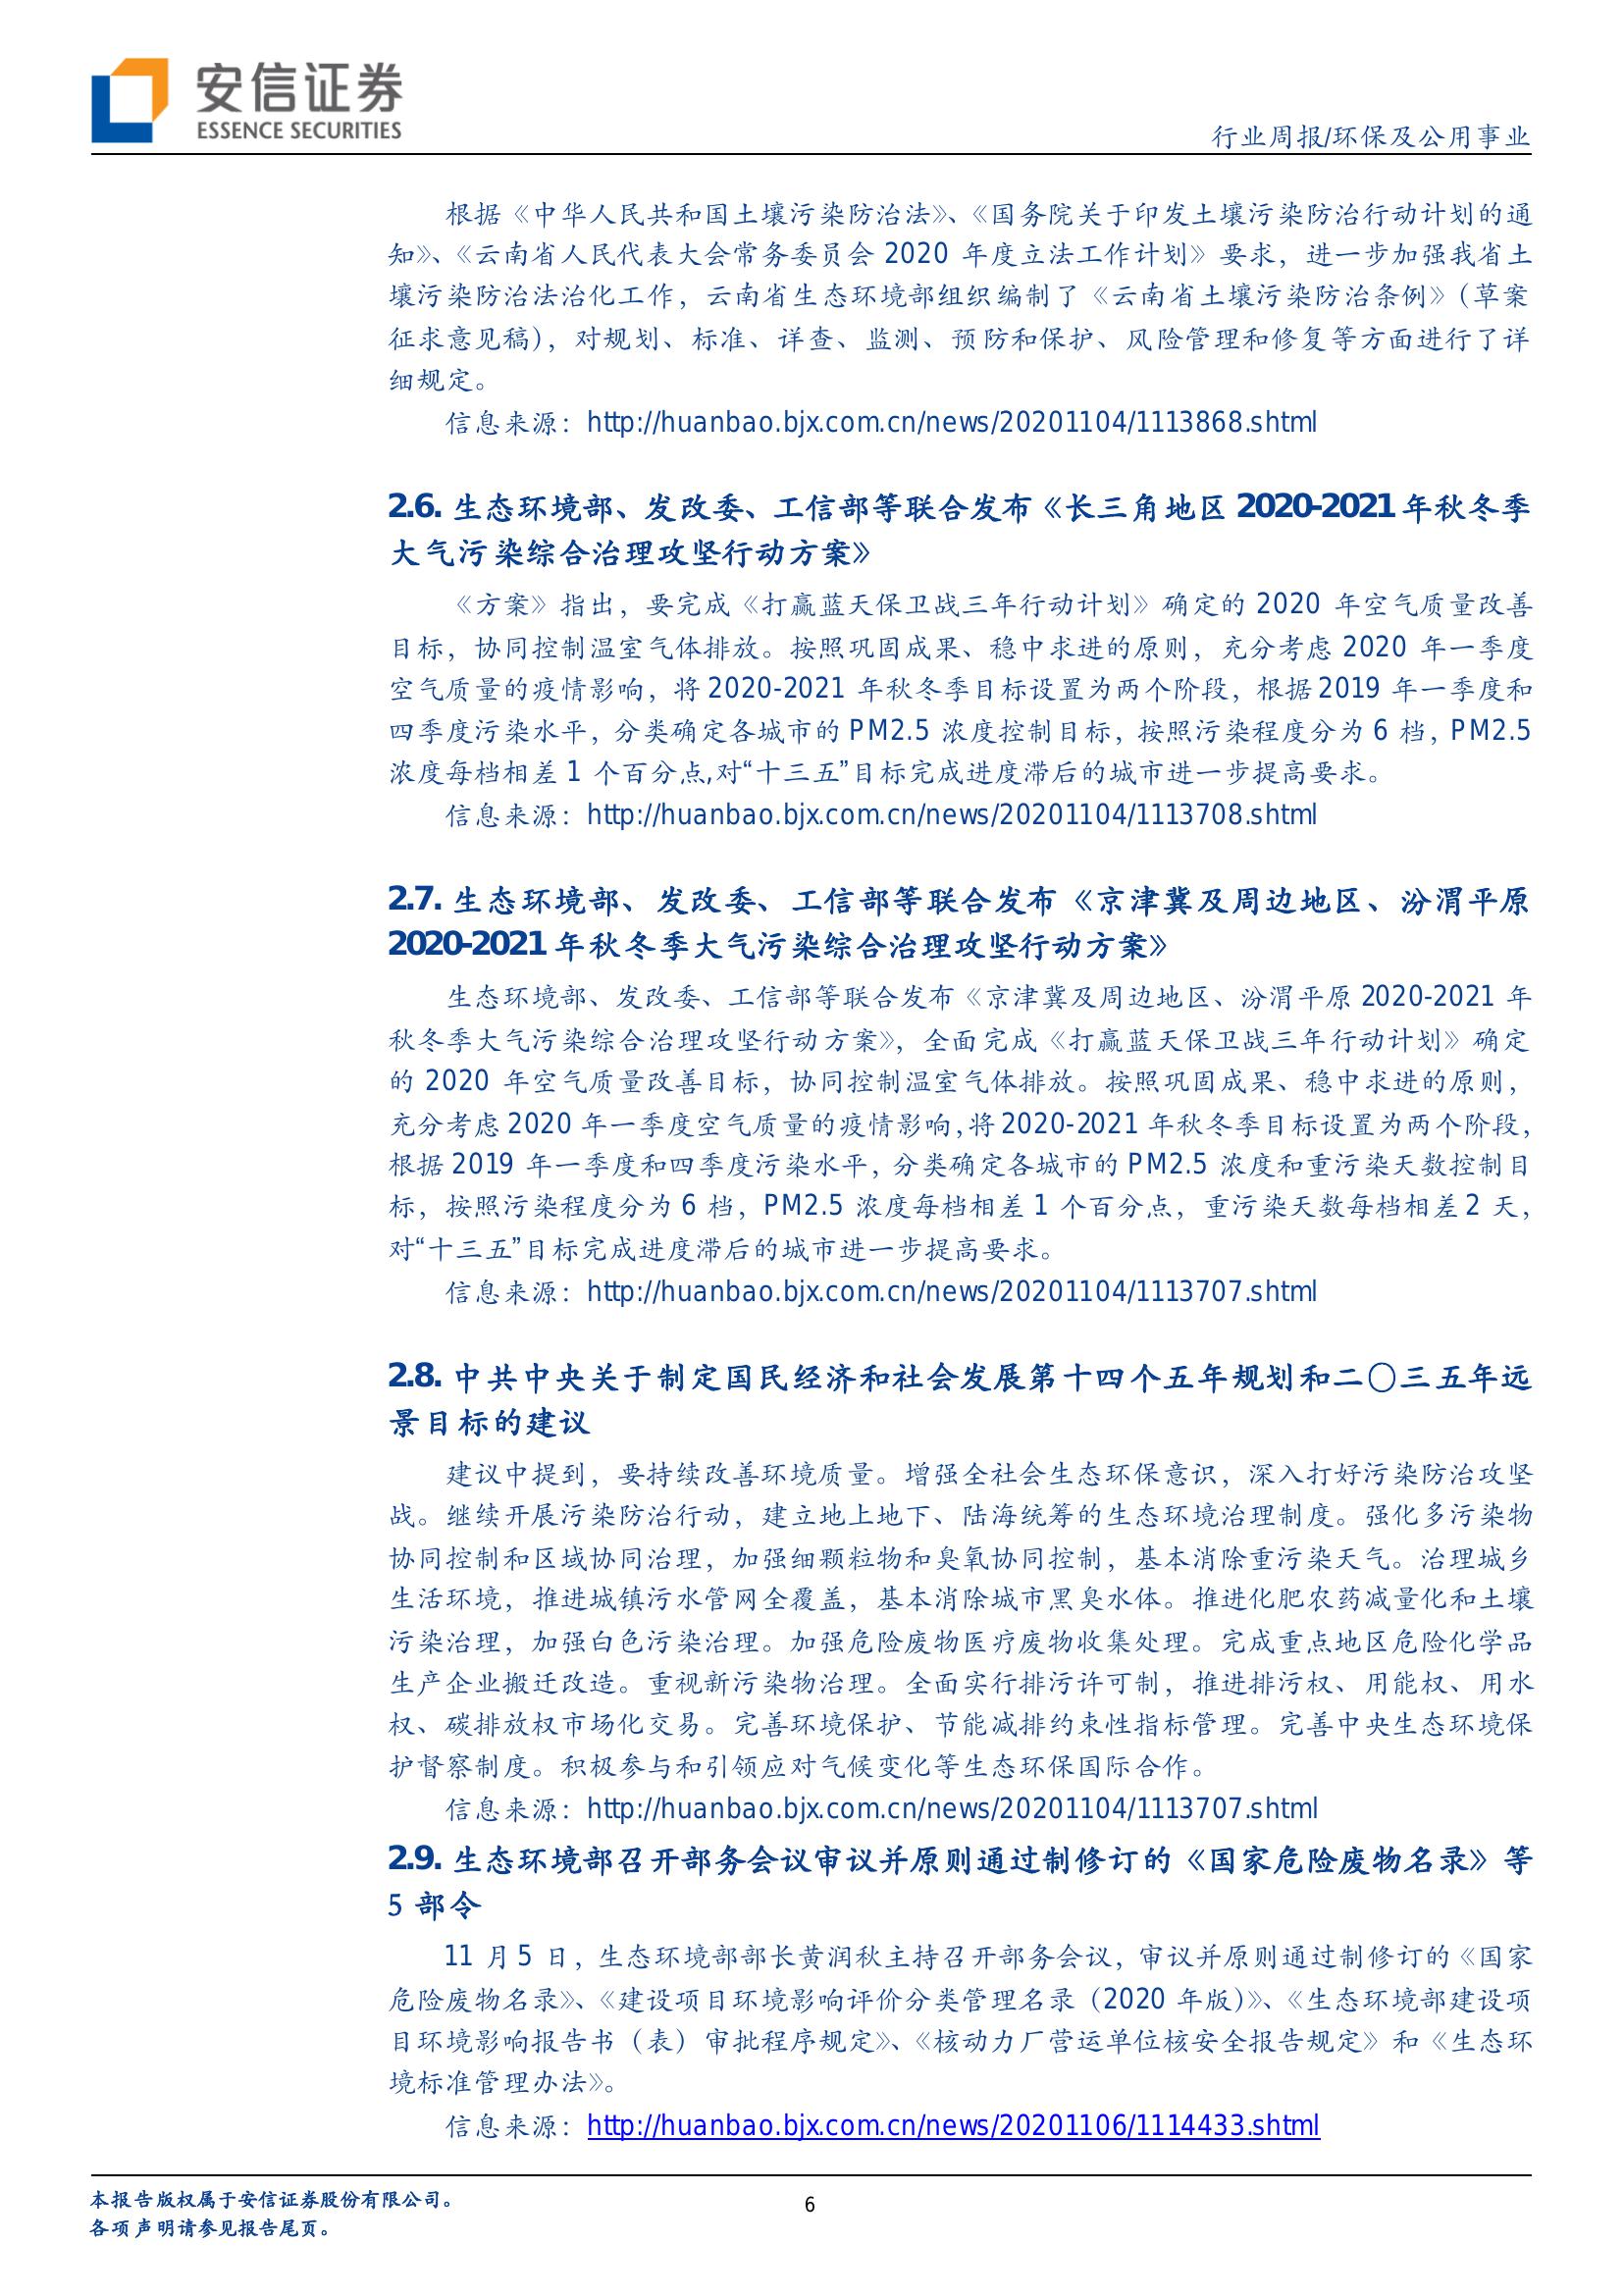 安信证券
ESSENCE SECURITIES
行业周报/环保及公用事业
根据《中华人民共和国土壤污染防治法》、《国务院关于印发土壤污染防治行动计划的通
知》、《云南省人民代表大会常务委员会 2020 年度立法工作计划》要求，进一步加强我省土
壤污染防治法治化工作，云南省生态环境部组织编制了《云南省土壤污染防治条例》（草案
征求意见稿），对规划、标准、详查、监测、预防和保护、风险管理和修复等方面进行了详
细规定。
信息来源：http://huanbao.bjx.com.cn/news/20201104/1113868.shtml
2.6. 生态环境部、发改委、工信部等联合发布《长三角地区 2020-2021 年秋冬季
大气污染综合治理攻坚行动方案》
《方案》指出，要完成《打赢蓝天保卫战三年行动计划》确定的 2020 年空气质量改善
目标，协同控制温室气体排放。按照巩固成果、稳中求进的原则，充分考虑 2020 年一季度
空气质量的疫情影响，将 2020-2021 年秋冬季目标设置为两个阶段，根据 2019 年一季度和
四季度污染水平，分类确定各城市的 PM2.5 浓度控制目标，按照污染程度分为 6 档，PM2.5
浓度每档相差 1 个百分点,对“十三五”目标完成进度滞后的城市进一步提高要求。
信息来源：http://huanbao.bjx.com.cn/news/20201104/1113708.shtml
2.7. 生态环境部、发改委、工信部等联合发布《京津冀及周边地区、汾渭平原
2020-2021 年秋冬季大气污染综合治理攻坚行动方案》
生态环境部、发改委、工信部等联合发布《京津冀及周边地区、汾渭平原 2020-2021 年
秋冬季大气污染综合治理攻坚行动方案》，全面完成《打赢蓝天保卫战三年行动计划》确定
的 2020 年空气质量改善目标，协同控制温室气体排放。按照巩固成果、稳中求进的原则，
充分考虑 2020 年一季度空气质量的疫情影响，将 2020-2021 年秋冬季目标设置为两个阶段，
根据 2019 年一季度和四季度污染水平，分类确定各城市的 PM2.5 浓度和重污染天数控制目
标，按照污染程度分为 6 档，PM2.5 浓度每档相差 1 个百分点，重污染天数每档相差 2 天，
对“十三五”目标完成进度滞后的城市进一步提高要求。
信息来源：http://huanbao.bjx.com.cn/news/20201104/1113707.shtml
2.8. 中共中央关于制定国民经济和社会发展第十四个五年规划和二〇三五年远
景目标的建议
建议中提到，要持续改善环境质量。增强全社会生态环保意识，深入打好污染防治攻坚
战。继续开展污染防治行动，建立地上地下、陆海统筹的生态环境治理制度。强化多污染物
协同控制和区域协同治理，加强细颗粒物和臭氧协同控制，基本消除重污染天气。治理城乡
生活环境，推进城镇污水管网全覆盖，基本消除城市黑臭水体。推进化肥农药减量化和土壤
污染治理，加强白色污染治理。加强危险废物医疗废物收集处理。完成重点地区危险化学品
生产企业搬迁改造。重视新污染物治理。全面实行排污许可制，推进排污权、用能权、用水
权、碳排放权市场化交易。完善环境保护、节能减排约束性指标管理。完善中央生态环境保
护督察制度。积极参与和引领应对气候变化等生态环保国际合作。
信息来源：http://huanbao.bjx.com.cn/news/20201104/1113707.shtml
2.9. 生态环境部召开部务会议审议并原则通过制修订的《国家危险废物名录》等
5 部令
11 月 5 日，生态环境部部长黄润秋主持召开部务会议，审议并原则通过制修订的《国家
危险废物名录》、《建设项目环境影响评价分类管理名录（2020 年版）》、《生态环境部建设项
目环境影响报告书（表）审批程序规定》、《核动力厂营运单位核安全报告规定》和《生态环
境标准管理办法》。
信息来源：http://huanbao.bjx.com.cn/news/20201106/1114433.shtml
本报告版权属于安信证券股份有限公司。
各项声明请参见报告尾页。
6